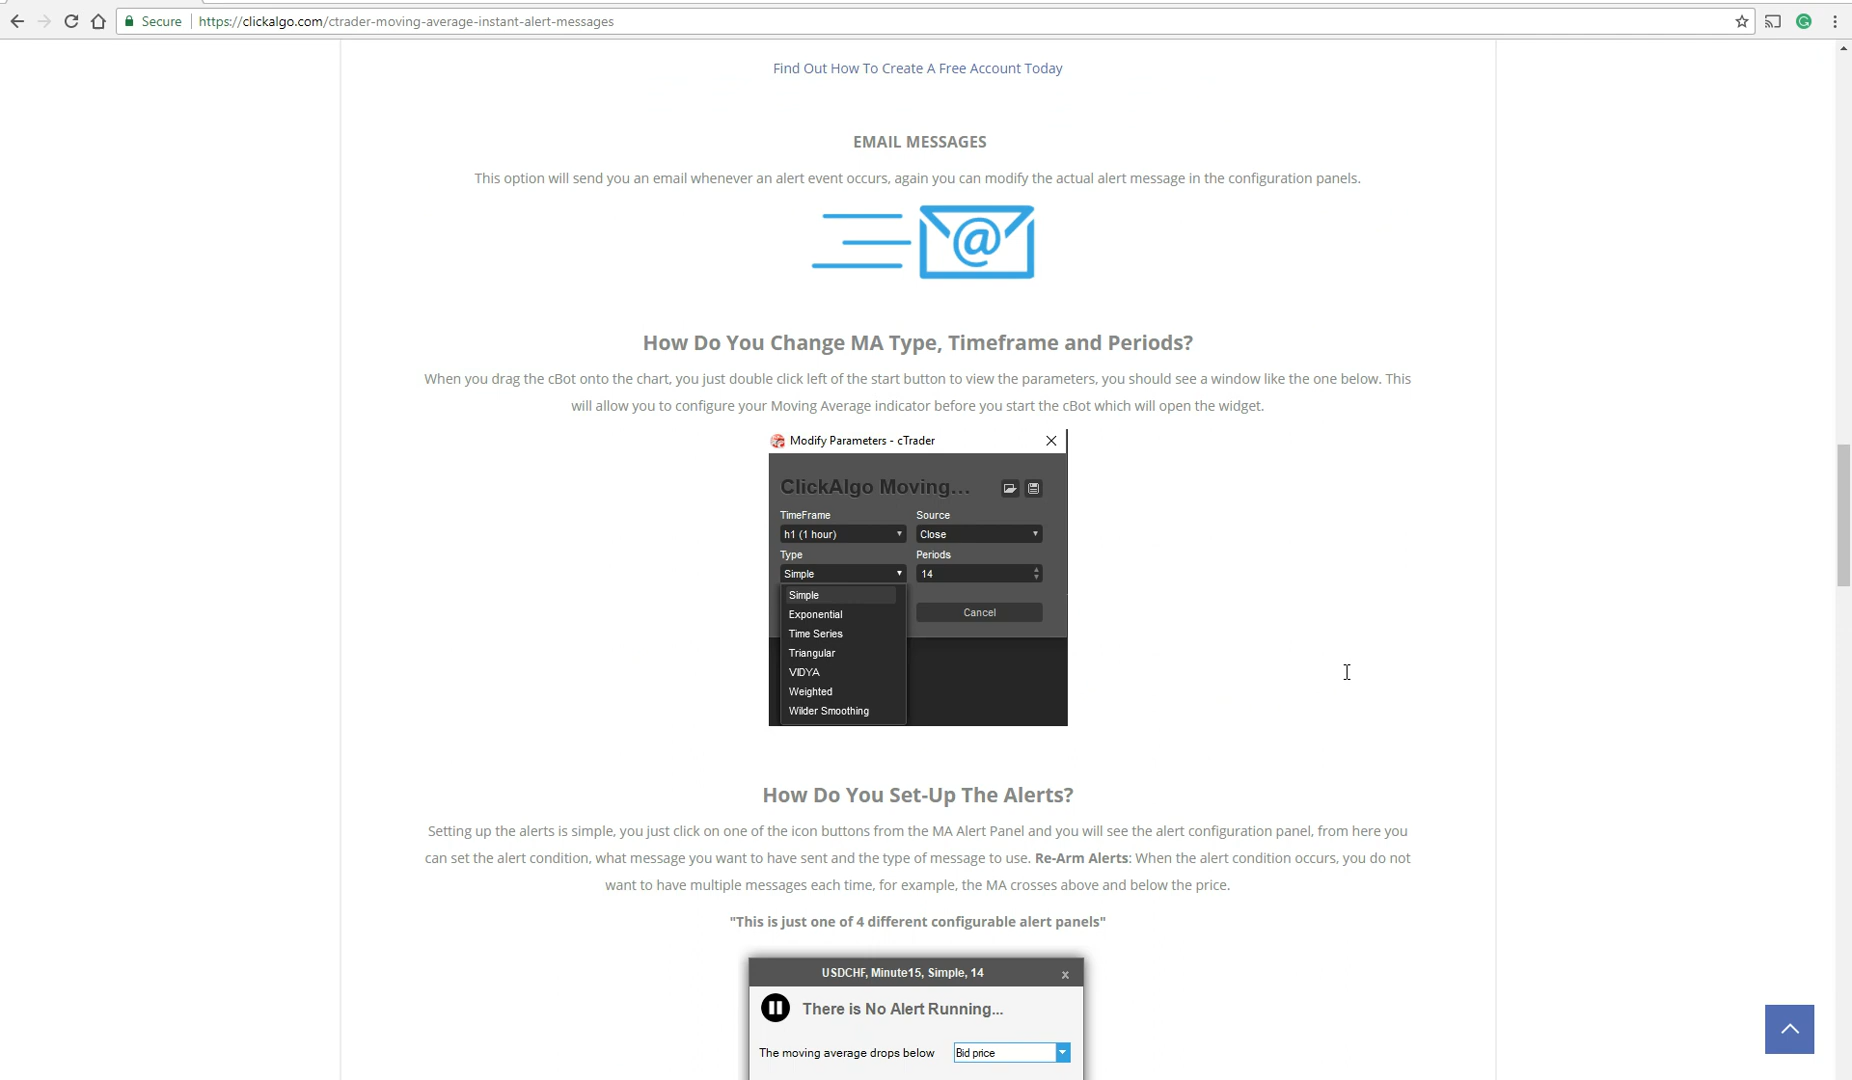 Secure
https://clickalgo.com/ctrader-moving-average-instant-alert-messages
Find Out How To Create A Free Account Today
EMAIL MESSAGES
This option will send you an email whenever an alert event occurs, again you can modify the actual alert message in the configuration panels.
@
How Do You Change MA Type, Timeframe and Periods?
When you drag the cBot onto the chart, you just double click left of the start button to view the parameters, you should see a window like the one below. This
will allow you to configure your Moving Average indicator before you start the cBot which will open the widget.
Modify Parameters - cTrader
ClickAlgo Moving...
TimeFrame Source
h1 (1 hour) Close
Type Periods
Simple 14
Simple
Exponential Cancel
Time Series
Triangular
VIDYA
Weighted
Wilder Smoothing
How Do You Set-Up The Alerts?
Setting up the alerts is simple, you just click on one of the icon buttons from the MA Alert Panel and you will see the alert configuration panel, from here you
can set the alert condition, what message you want to have sent and the type of message to use. Re-Arm Alerts: When the alert condition occurs, you do not
want to have multiple messages each time, for example, the MA crosses above and below the price.
"This is just one of 4 different configurable alert panels"
USDCHF, Minute15, Simple, 14 x
There is No Alert Running...
The moving average drops below Bid price